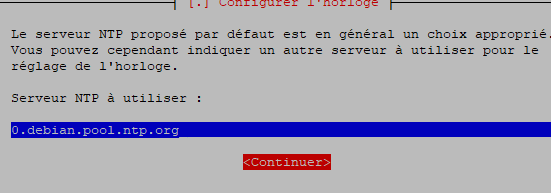 [.] Configurer l'horloge
Le serveur NTP proposé par défaut est en général un choix approprié.
Vous pouvez cependant indiquer un autre serveur à utiliser pour le
réglage de l'horloge.
Serveur NTP à utiliser :
0.debian.pool.ntp.org
<Continuer>